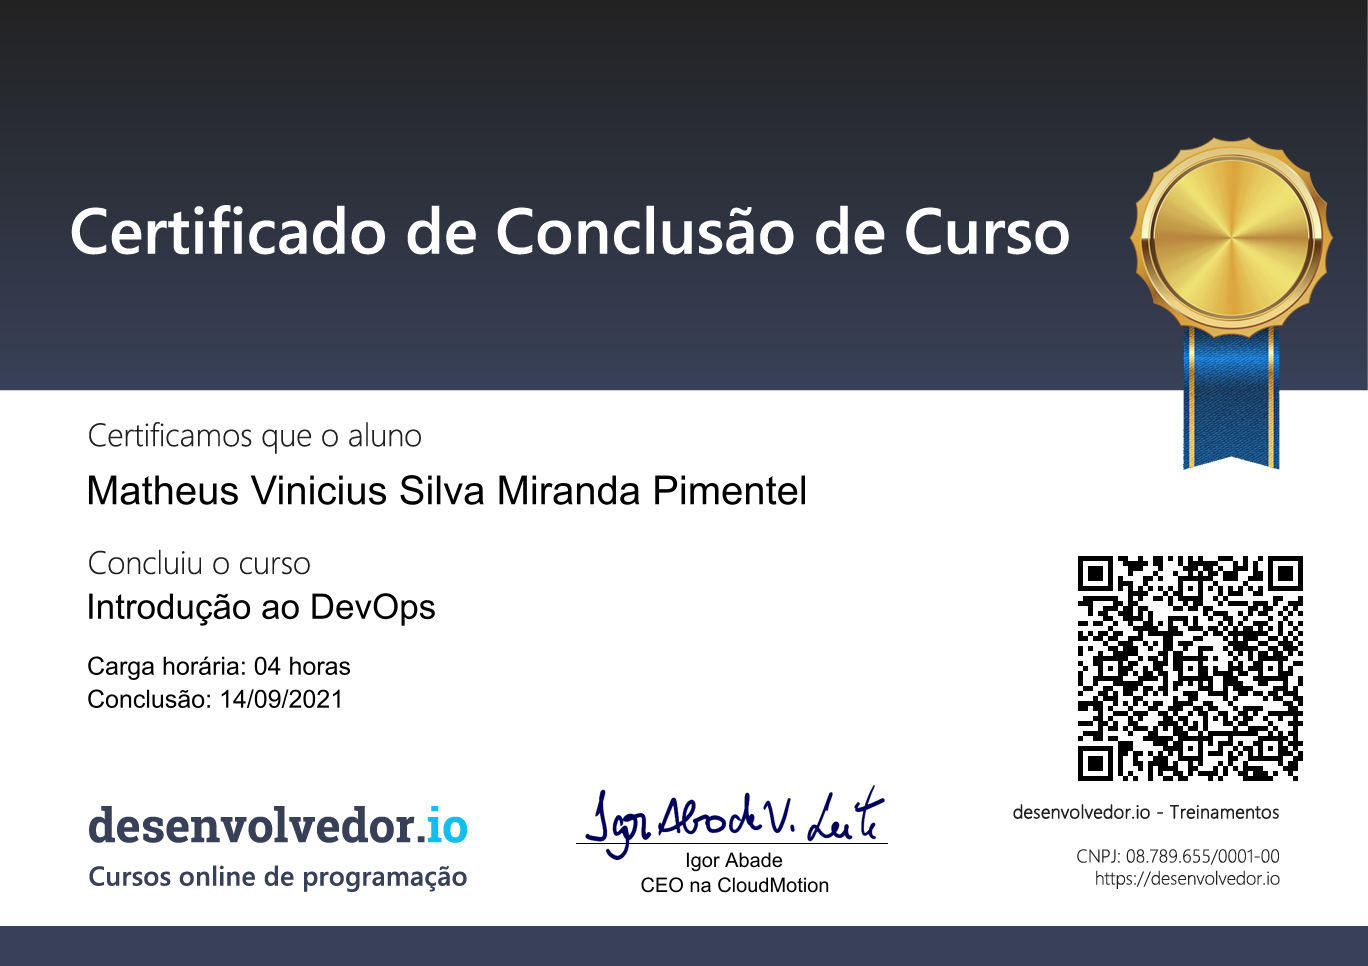 Certificado de Conclusão de Curso
Certificamos que o aluno
Matheus Vinicius Silva Miranda Pimentel
Concluiu o curso
Introdução ao DevOps
Carga horária: 04 horas
Conclusão: 14/09/2021
desenvolvedor.io
Cursos online de programação
Igor Abade V. Leite
Igor Abade
CEO na CloudMotion
desenvolvedor.io - Treinamentos
CNPJ: 08.789.655/0001-00
https://desenvolvedor.io